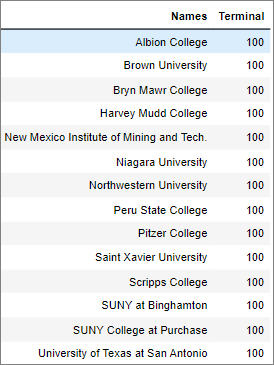 Names Terminal
Albion College 100
Brown University 100
Bryn Mawr College 100
Harvey Mudd College 100
New Mexico Institute of Mining and Tech. 100
Niagara University 100
Northwestern University 100
Peru State College 100
Pitzer College 100
Saint Xavier University 100
Scripps College 100
SUNY at Binghamton 100
SUNY College at Purchase 100
University of Texas at San Antonio 100